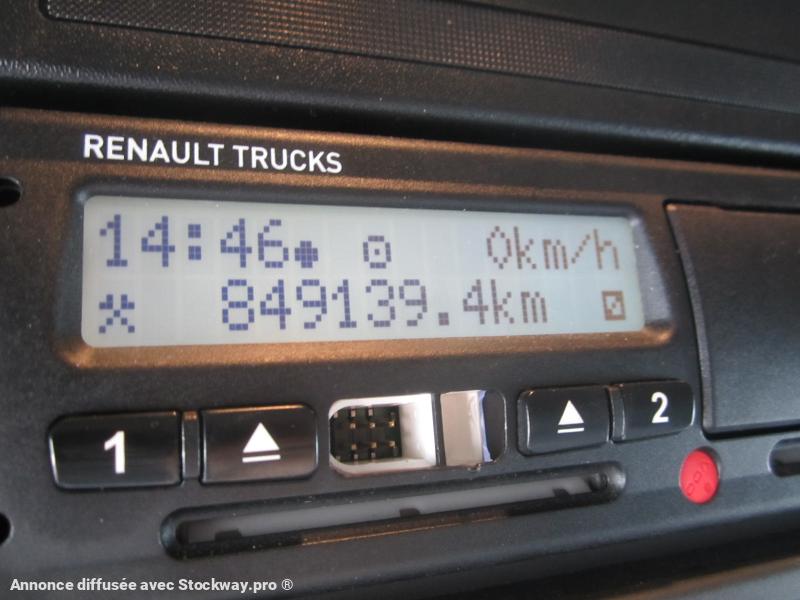 RENAULT TRUCKS
14:46 0km/h
849139.4km
1 2
Annonce diffusée avec Stockway.pro ®